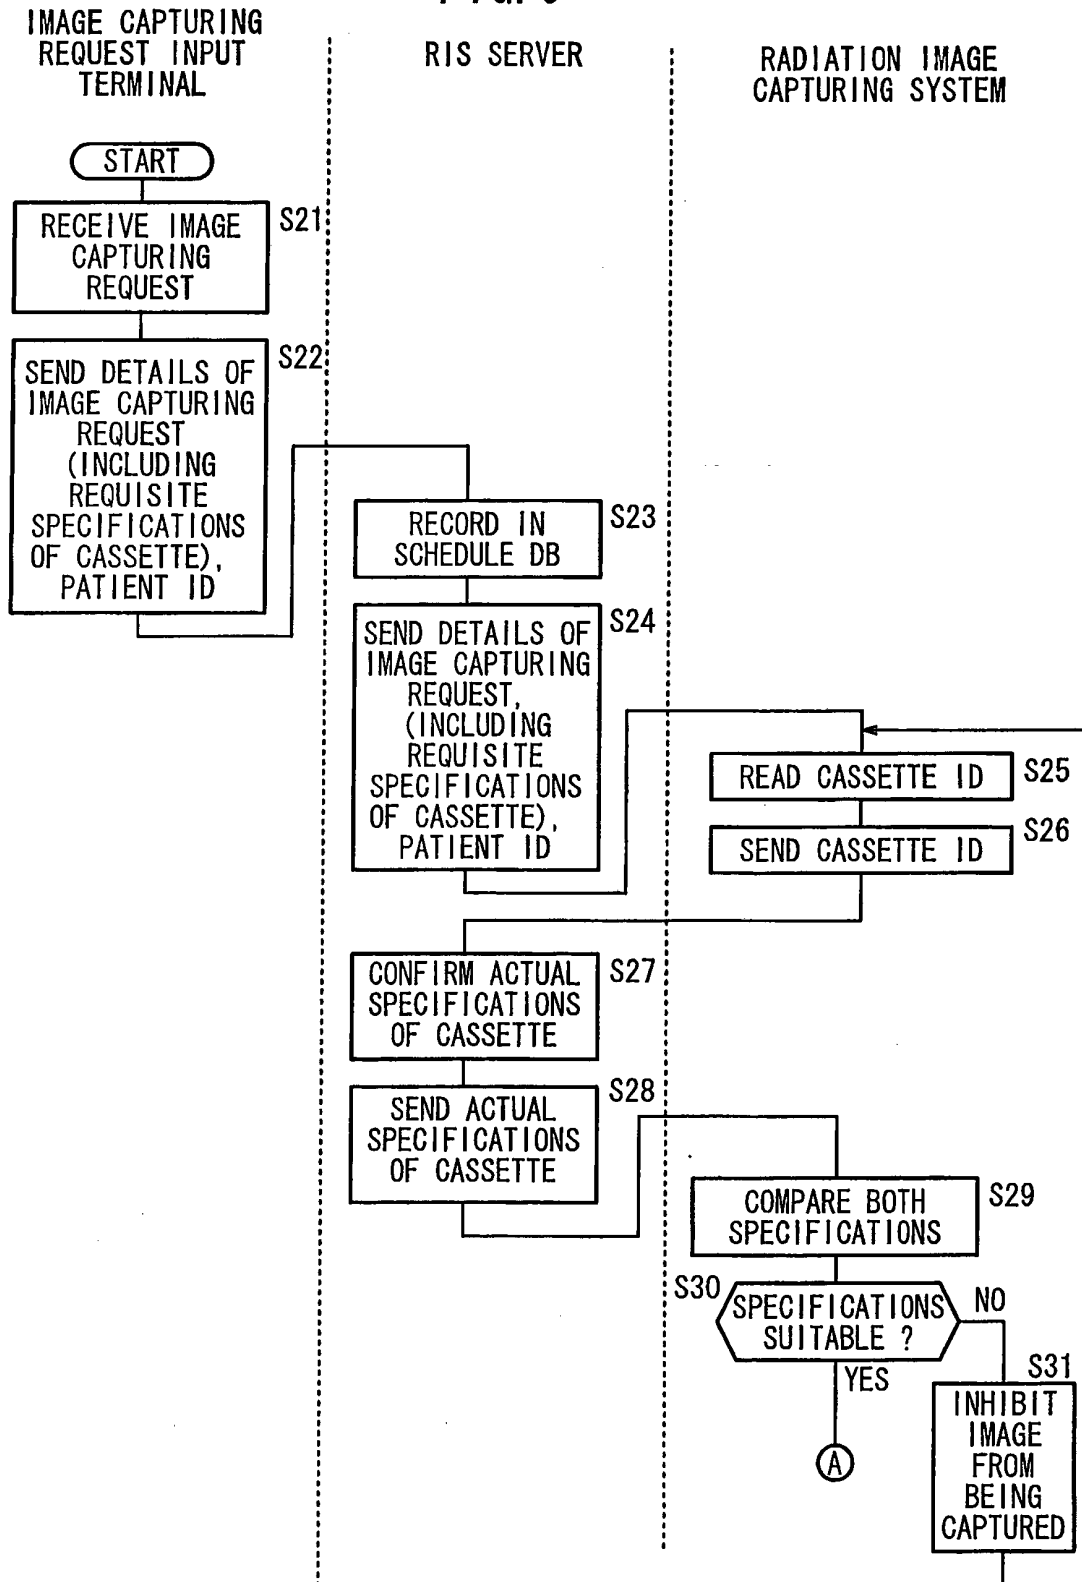 IMAGE CAPTURING
REQUEST INPUT
TERMINAL
RIS SERVER
RADIATION IMAGE
CAPTURING SYSTEM
START
RECEIVE IMAGE
CAPTURING
REQUEST
S21
SEND DETAILS OF
IMAGE CAPTURING
REQUEST
(INCLUDING
REQUISITE
SPECIFICATIONS
OF CASSETTE),
PATIENT ID
S22
RECORD IN
SCHEDULE DB
S23
SEND DETAILS OF
IMAGE CAPTURING
REQUEST,
(INCLUDING
REQUISITE
SPECIFICATIONS
OF CASSETTE),
PATIENT ID
S24
READ CASSETTE ID
S25
SEND CASSETTE ID
S26
CONFIRM ACTUAL
SPECIFICATIONS
OF CASSETTE
S27
SEND ACTUAL
SPECIFICATIONS
OF CASSETTE
S28
COMPARE BOTH
SPECIFICATIONS
S29
S30
SPECIFICATIONS
SUITABLE ?
NO
YES
A
S31
INHIBIT
IMAGE
FROM
BEING
CAPTURED